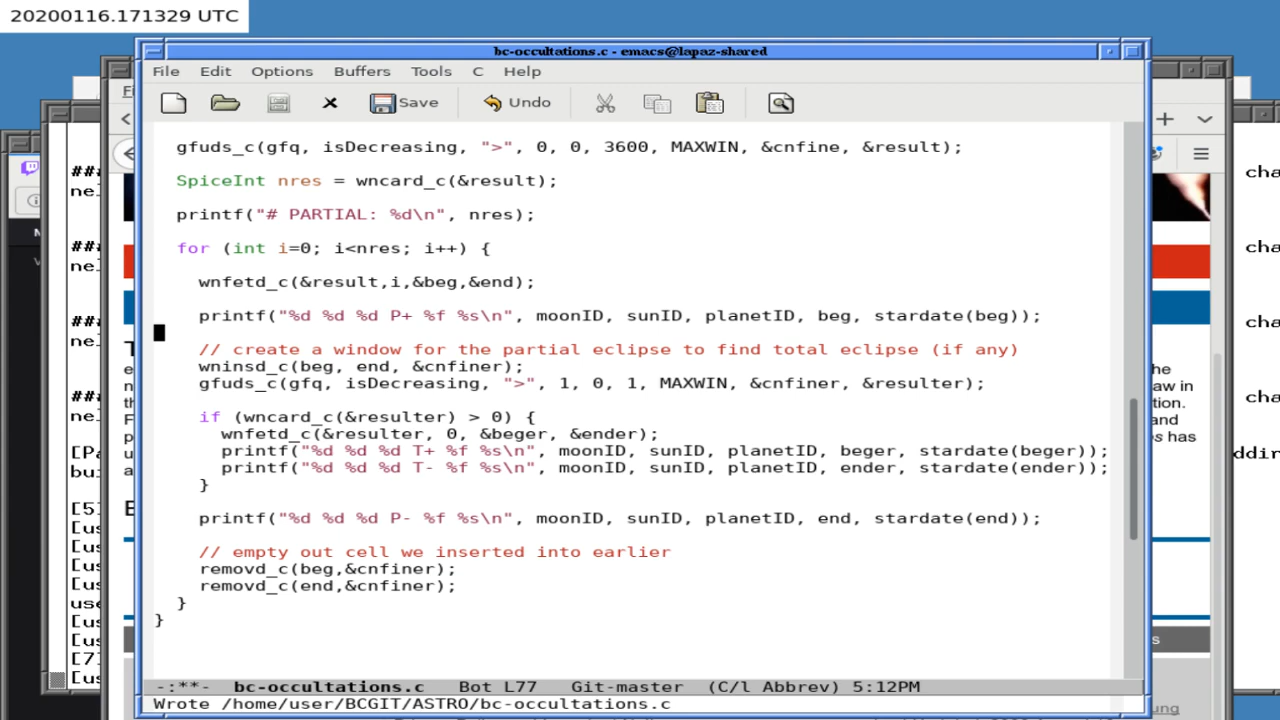 20200116.171329 UTC
bc-occultations.c - emacs@lapaz-shared
File Edit Options Buffers Tools C Help
Save Undo
gfuds_c(gfq, isDecreasing, ">", 0, 0, 3600, MAXWIN, &cnfine, &result);
SpiceInt nres = wncard_c(&result);
printf("# PARTIAL: %d\n", nres);
for (int i=0; i<nres; i++) {
wnfetd_c(&result,i,&beg,&end);
printf("%d %d %d P+ %f %s\n", moonID, sunID, planetID, beg, stardate(beg));
// create a window for the partial eclipse to find total eclipse (if any)
wninsd_c(beg, end, &cnfiner);
gfuds_c(gfq, isDecreasing, ">", 1, 0, 1, MAXWIN, &cnfiner, &resulter);
if (wncard_c(&resulter) > 0) {
wnfetd_c(&resulter, 0, &beger, &ender);
printf("%d %d %d T+ %f %s\n", moonID, sunID, planetID, beger, stardate(beger));
printf("%d %d %d T- %f %s\n", moonID, sunID, planetID, ender, stardate(ender));
}
printf("%d %d %d P- %f %s\n", moonID, sunID, planetID, end, stardate(end));
// empty out cell we inserted into earlier
removd_c(beg,&cnfiner);
removd_c(end,&cnfiner);
}
}
-:**- bc-occultations.c Bot L77 Git-master (C/l Abbrev) 5:12PM
Wrote /home/user/BCGIT/ASTRO/bc-occultations.c